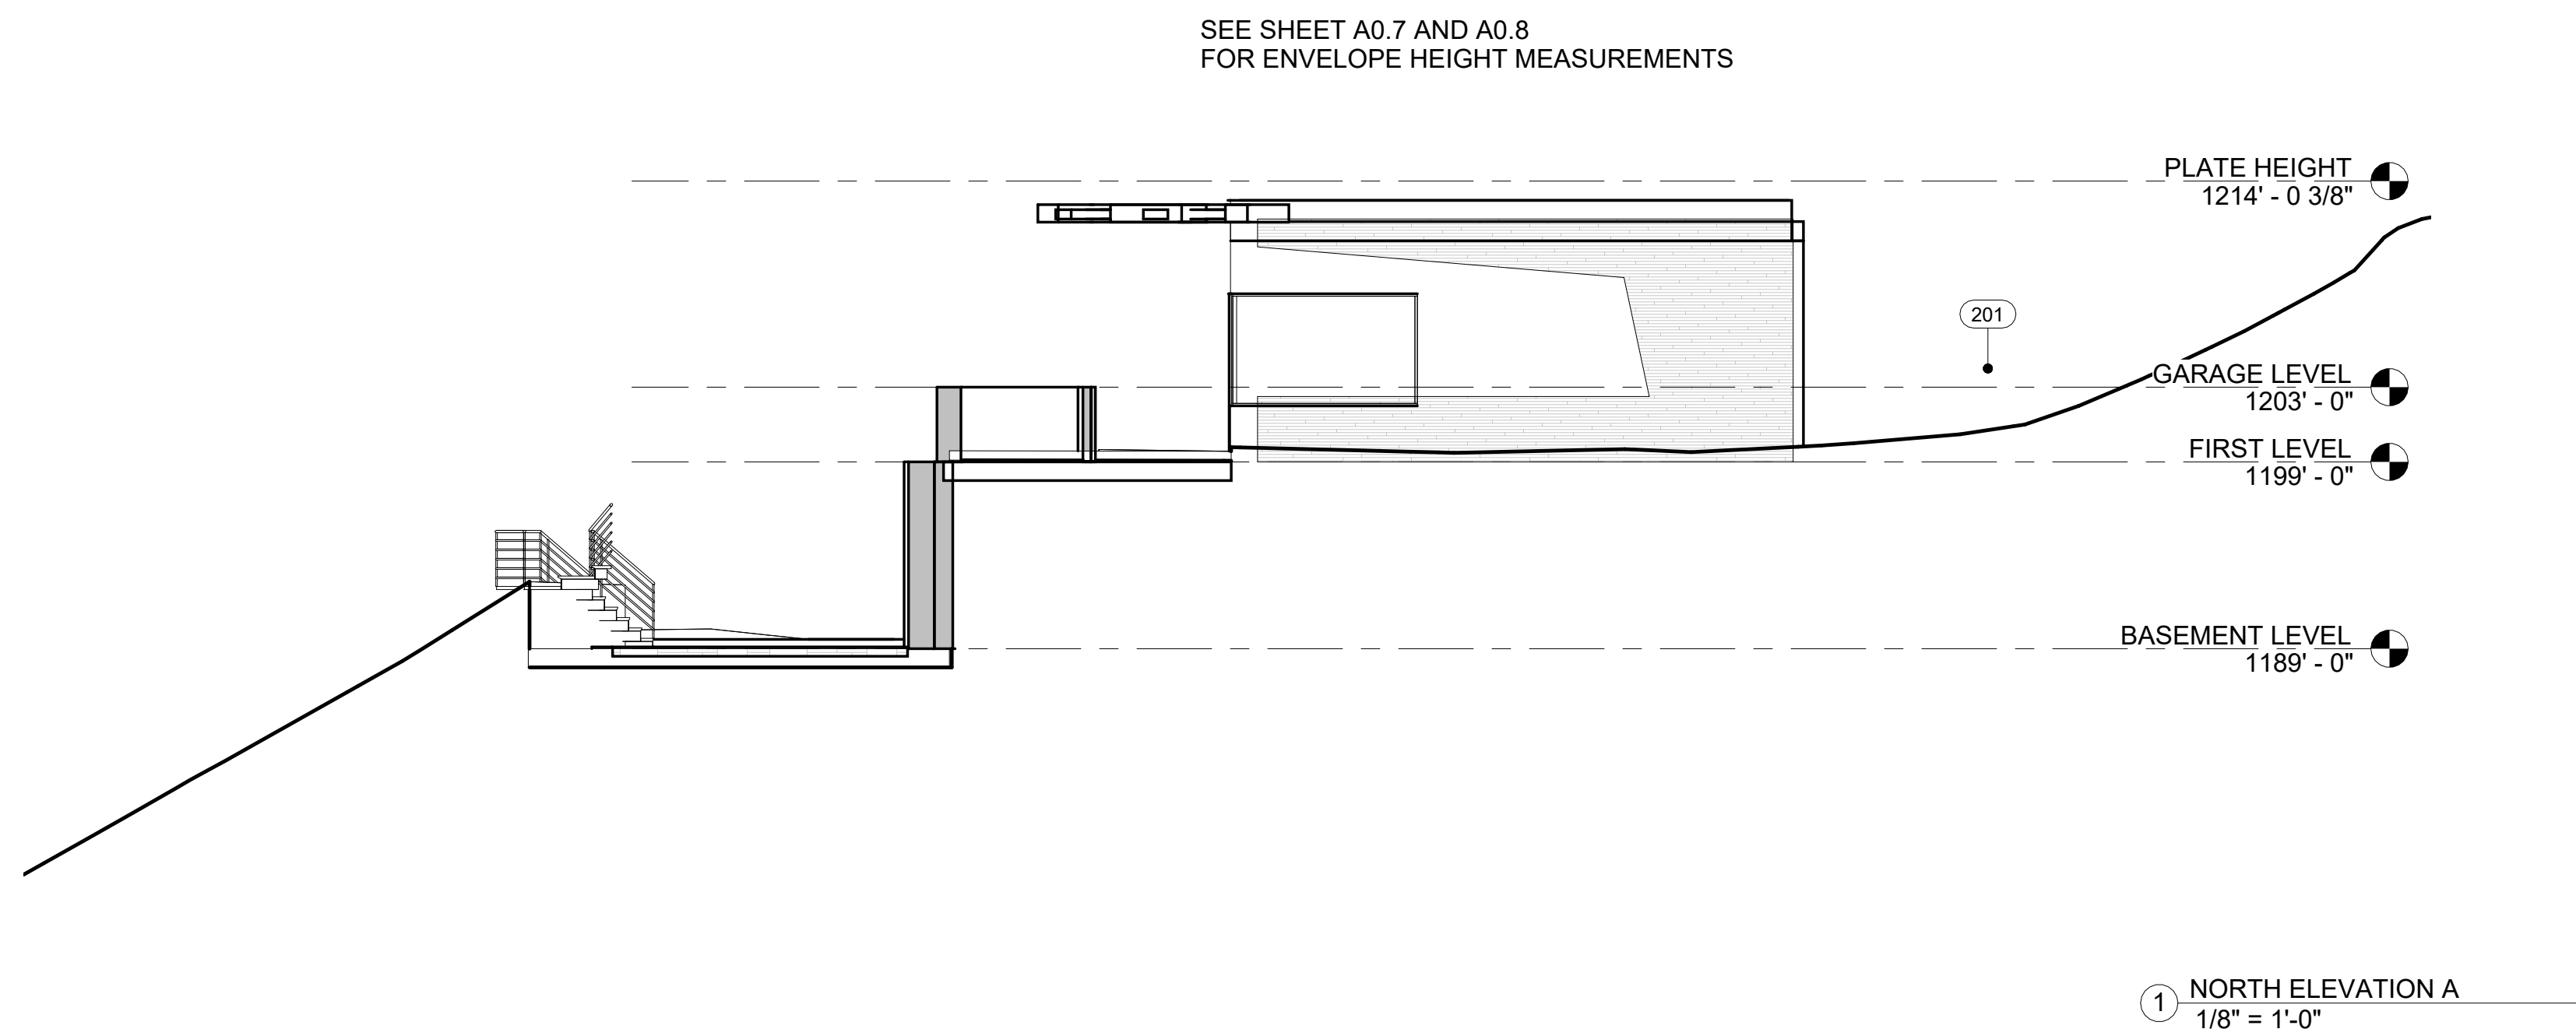 SEE SHEET A0.7 AND A0.8
FOR ENVELOPE HEIGHT MEASUREMENTS
PLATE HEIGHT
1214' - 0 3/8"
201
GARAGE LEVEL
1203' - 0"
FIRST LEVEL
1199' - 0"
BASEMENT LEVEL
1189' - 0"
1
NORTH ELEVATION A
1/8" = 1'-0"